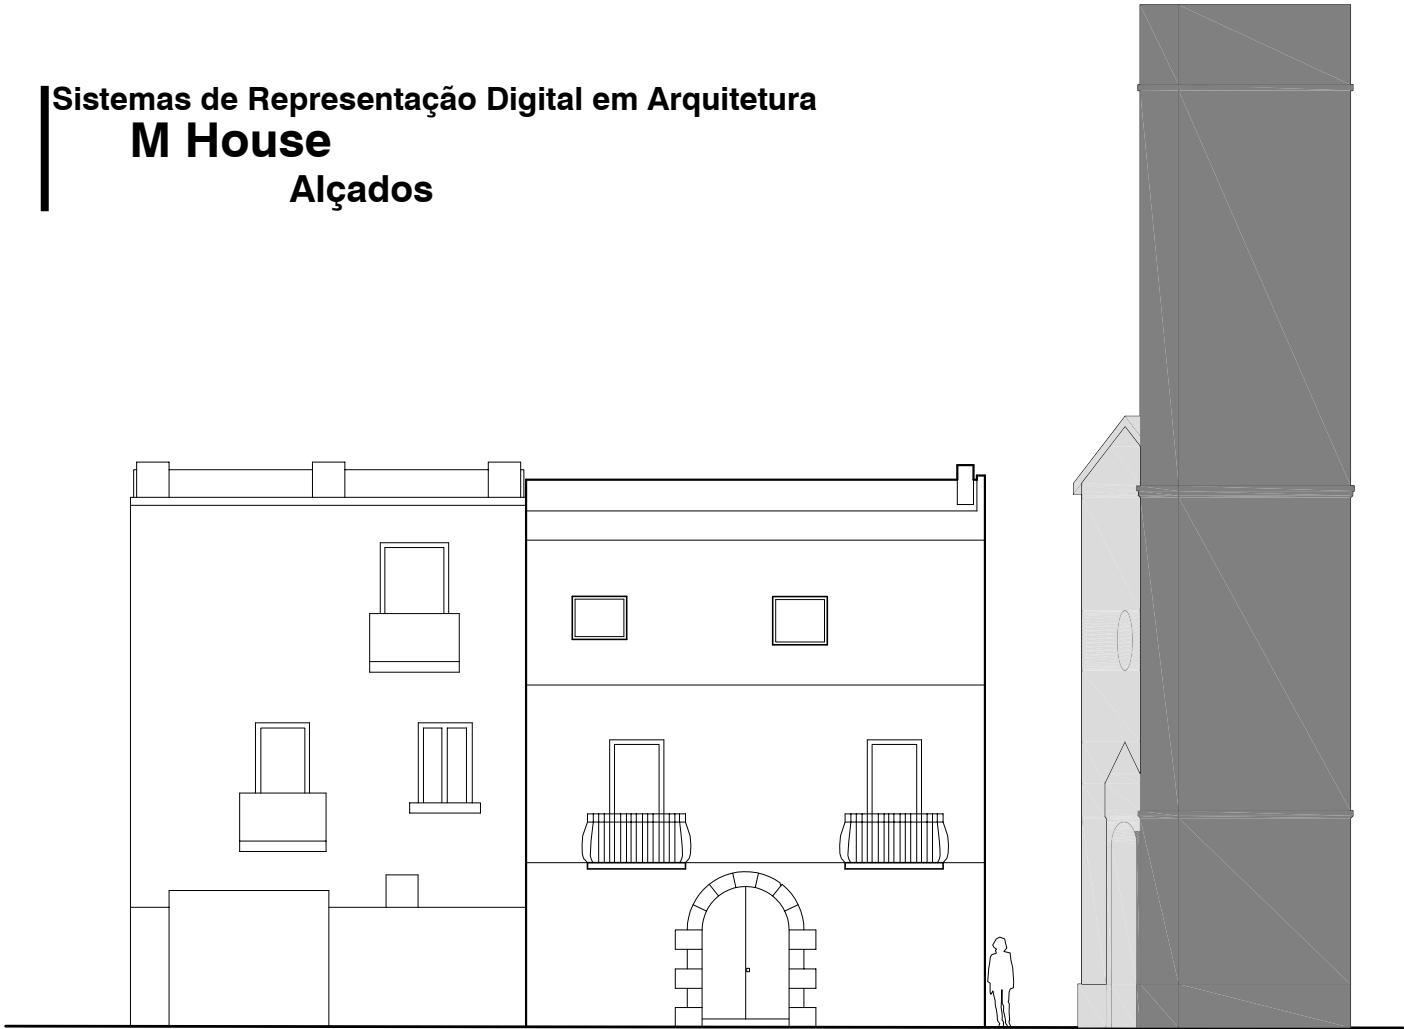 Sistemas de Representação Digital em Arquitetura
M House
Alçados